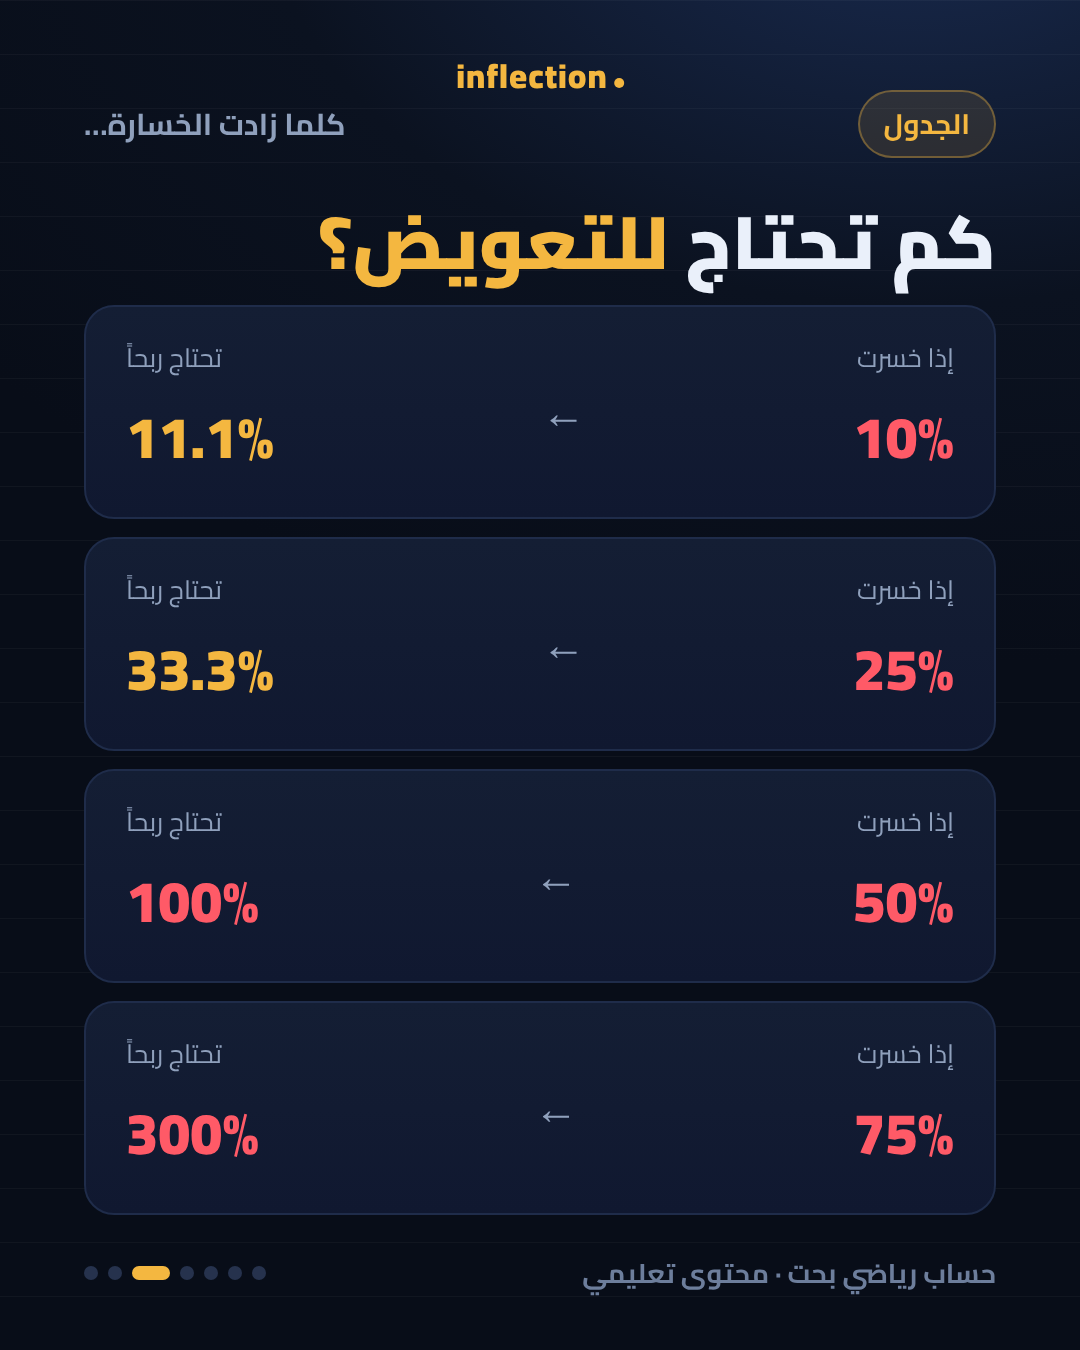 inflection.
الجدول
كلما زادت الخسارة...
كم تحتاج للتعويض؟
إذا خسرت
تحتاج ربحاً
10%
←
11.1%
إذا خسرت
تحتاج ربحاً
25%
←
33.3%
إذا خسرت
تحتاج ربحاً
50%
←
100%
إذا خسرت
تحتاج ربحاً
75%
←
300%
حساب رياضي بحت · محتوى تعليمي